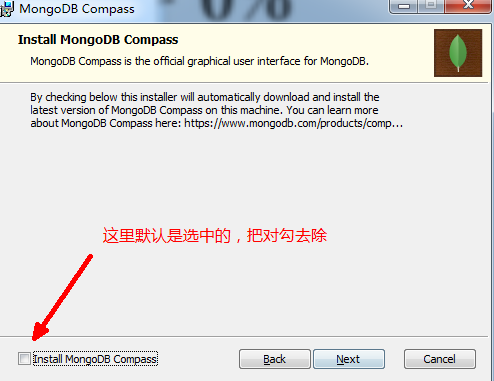 MongoDB Compass
0%
Install MongoDB Compass
MongoDB Compass is the official graphical user interface for MongoDB.
By checking below this installer will automatically download and install the
latest version of MongoDB Compass on this machine. You can learn more
about MongoDB Compass here: https://www.mongodb.com/products/comp...
这里默认是选中的，把对勾去除
Install MongoDB Compass
Back
Next
Cancel